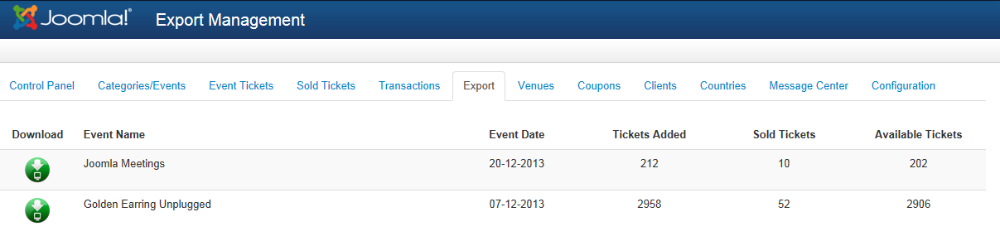 Joomla!® Export Management
Control Panel Categories/Events Event Tickets Sold Tickets Transactions Export Venues Coupons Clients Countries Message Center Configuration
Download Event Name Event Date Tickets Added Sold Tickets Available Tickets
Joomla Meetings 20-12-2013 212 10 202
Golden Earring Unplugged 07-12-2013 2958 52 2906